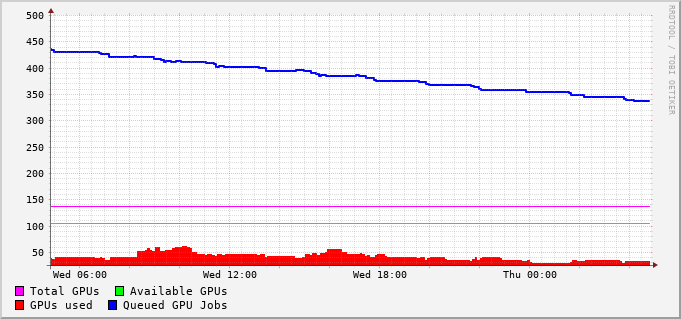 500
450
400
350
300
250
200
150
100
50
Wed 06:00 Wed 12:00 Wed 18:00 Thu 00:00
Total GPUs Available GPUs
GPUs used Queued GPU Jobs
RRDTOOL / TOBI OETIKER